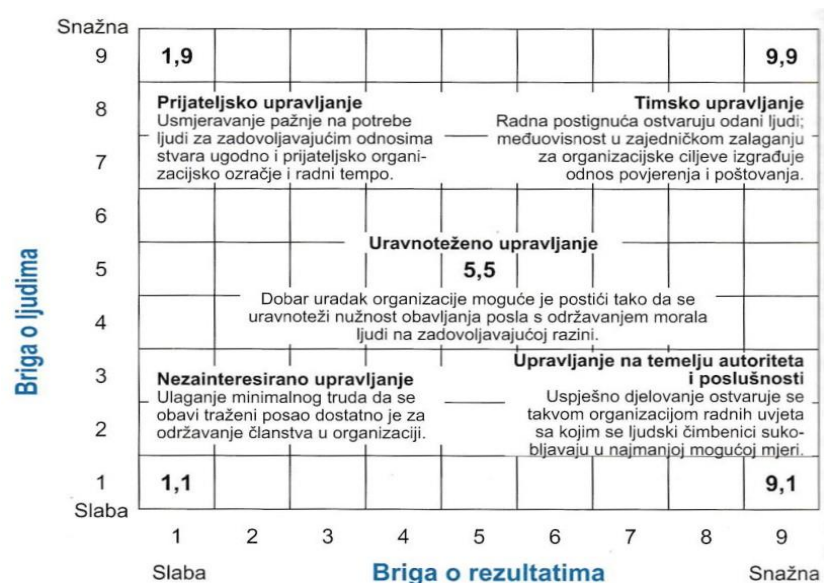 Snažna
9
1,9
9,9
8
Prijateljsko upravljanje
Usmjeravanje pažnje na potrebe
ljudi za zadovoljavajućim odnosima
stvara ugodno i prijateljsko organi-
zacijsko ozračje i radni tempo.
Timsko upravljanje
Radna postignuća ostvaruju odani ljudi;
međuovisnost u zajedničkom zalaganju
za organizacijske ciljeve izgrađuje
odnos povjerenja i poštovanja.
7
6
Uravnoteženo upravljanje
5
5,5
Dobar uradak organizacije moguće je postići tako da se
uravnoteži nužnost obavljanja posla s održavanjem morala
ljudi na zadovoljavajućoj razini.
4
Briga o ljudima
3
Nezainteresirano upravljanje
Ulaganje minimalnog truda da se
obavi traženi posao dostatno je za
održavanje članstva u organizaciji.
Upravljanje na temelju autoriteta
i poslušnosti
Uspješno djelovanje ostvaruje se
takvom organizacijom radnih uvjeta
sa kojim se ljudski čimbenici suko-
bljavaju u najmanjoj mogućoj mjeri.
2
1
1,1
9,1
Slaba
1 2 3 4 5 6 7 8 9
Slaba
Briga o rezultatima
Snažna